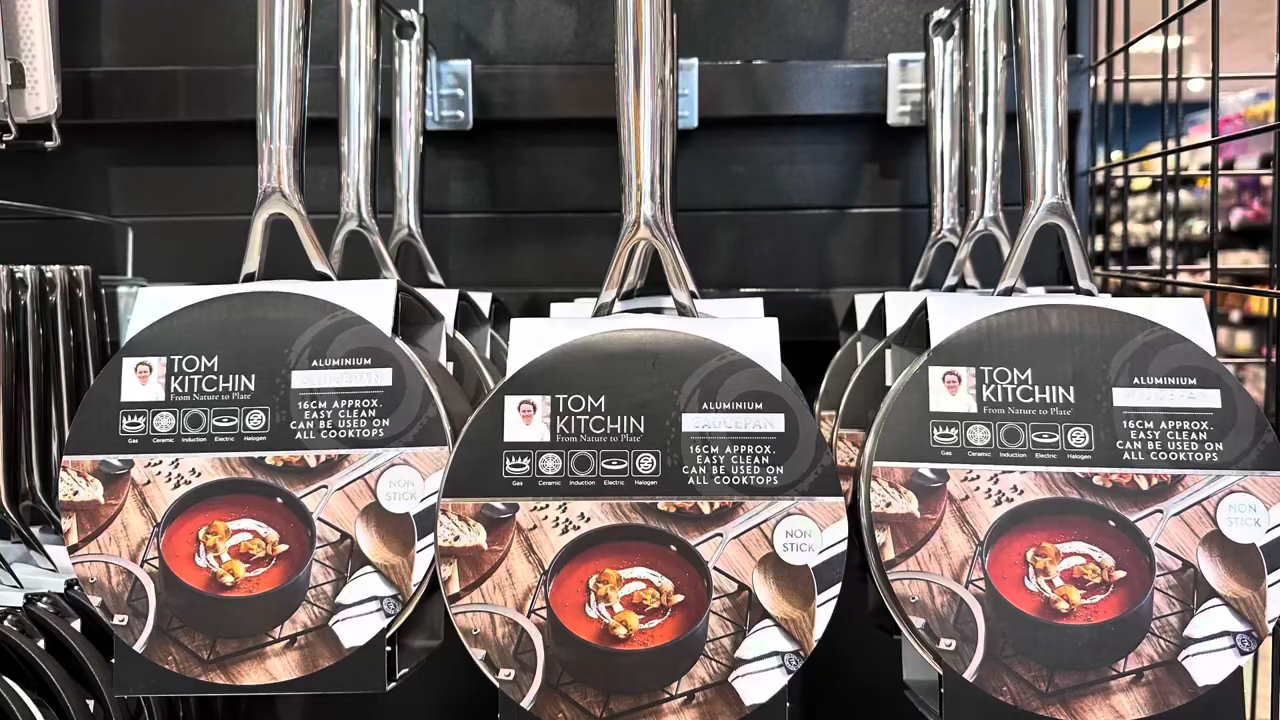 TOM
KITCHIN
From Nature to Plate
Gas Ceramic Induction Electric Halogen
ALUMINIUM
SAUCEPAN
16CM APPROX.
EASY CLEAN
CAN BE USED ON
ALL COOKTOPS
NON
STICK
TOM
KITCHIN
From Nature to Plate
Gas Ceramic Induction Electric Halogen
ALUMINIUM
SAUCEPAN
16CM APPROX.
EASY CLEAN
CAN BE USED ON
ALL COOKTOPS
NON
STICK
TOM
KITCHIN
From Nature to Plate
Gas Ceramic Induction Electric Halogen
ALUMINIUM
SAUCEPAN
16CM APPROX.
EASY CLEAN
CAN BE USED ON
ALL COOKTOPS
NON
STICK